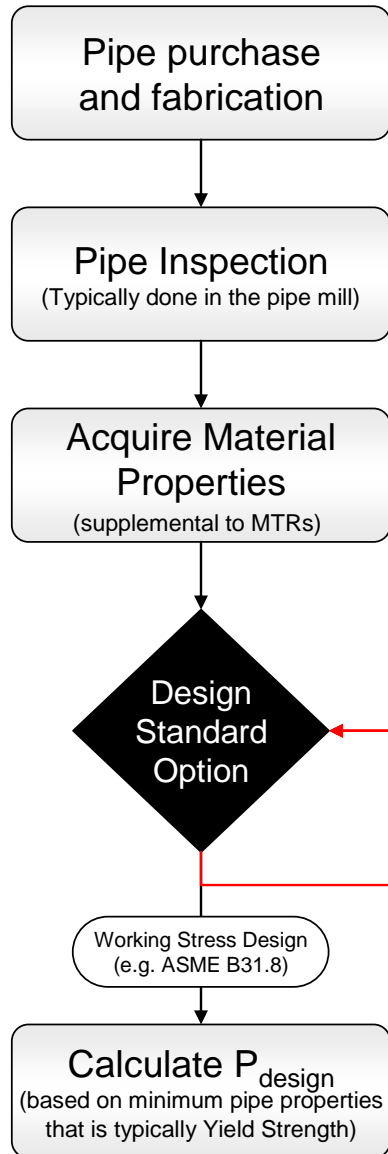 Pipe purchase
and fabrication
Pipe Inspection
(Typically done in the pipe mill)
Acquire Material
Properties
(supplemental to MTRs)
Design
Standard
Option
Working Stress Design
(e.g. ASME B31.8)
Calculate Pdesign
(based on minimum pipe properties
that is typically Yield Strength)